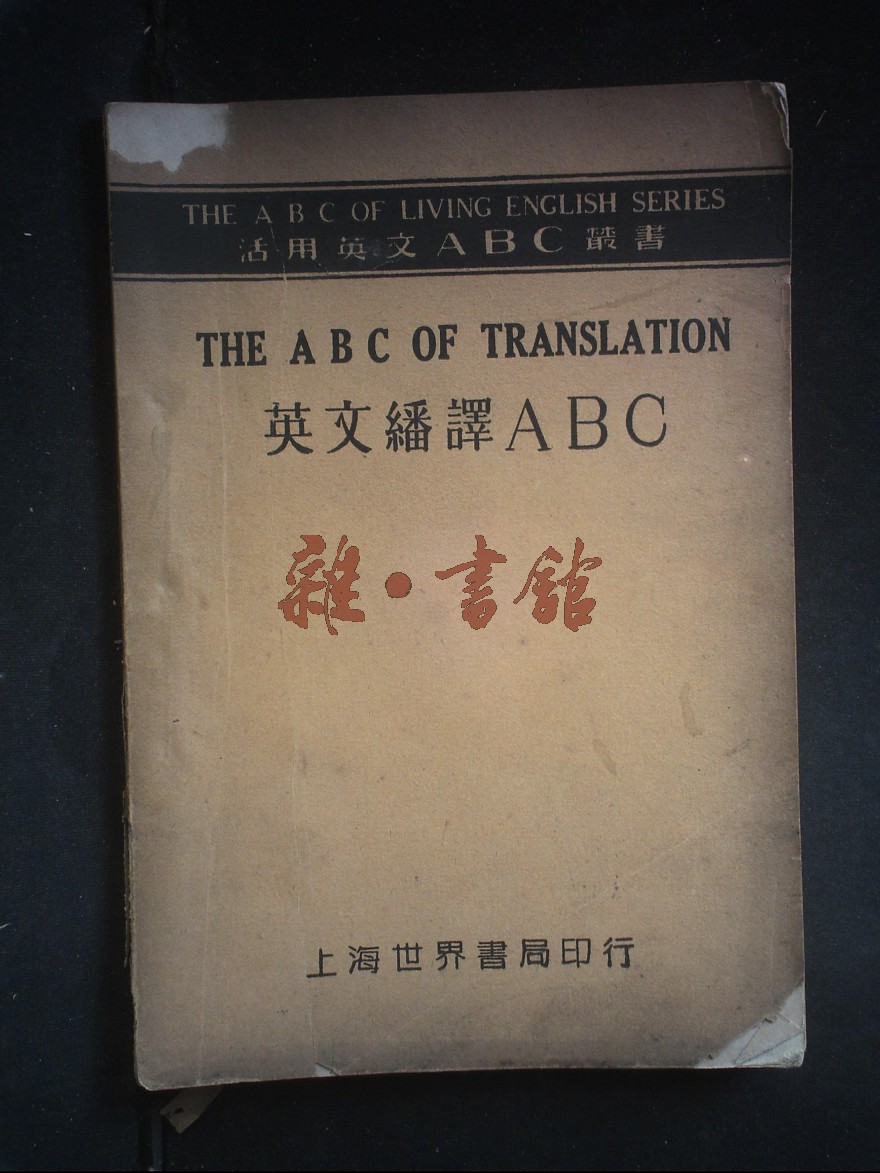 THE A B C OF LIVING ENGLISH SERIES
活用英文ABC叢書
THE A B C OF TRANSLATION
英文繙譯ABC
雜·書館
上海世界書局印行